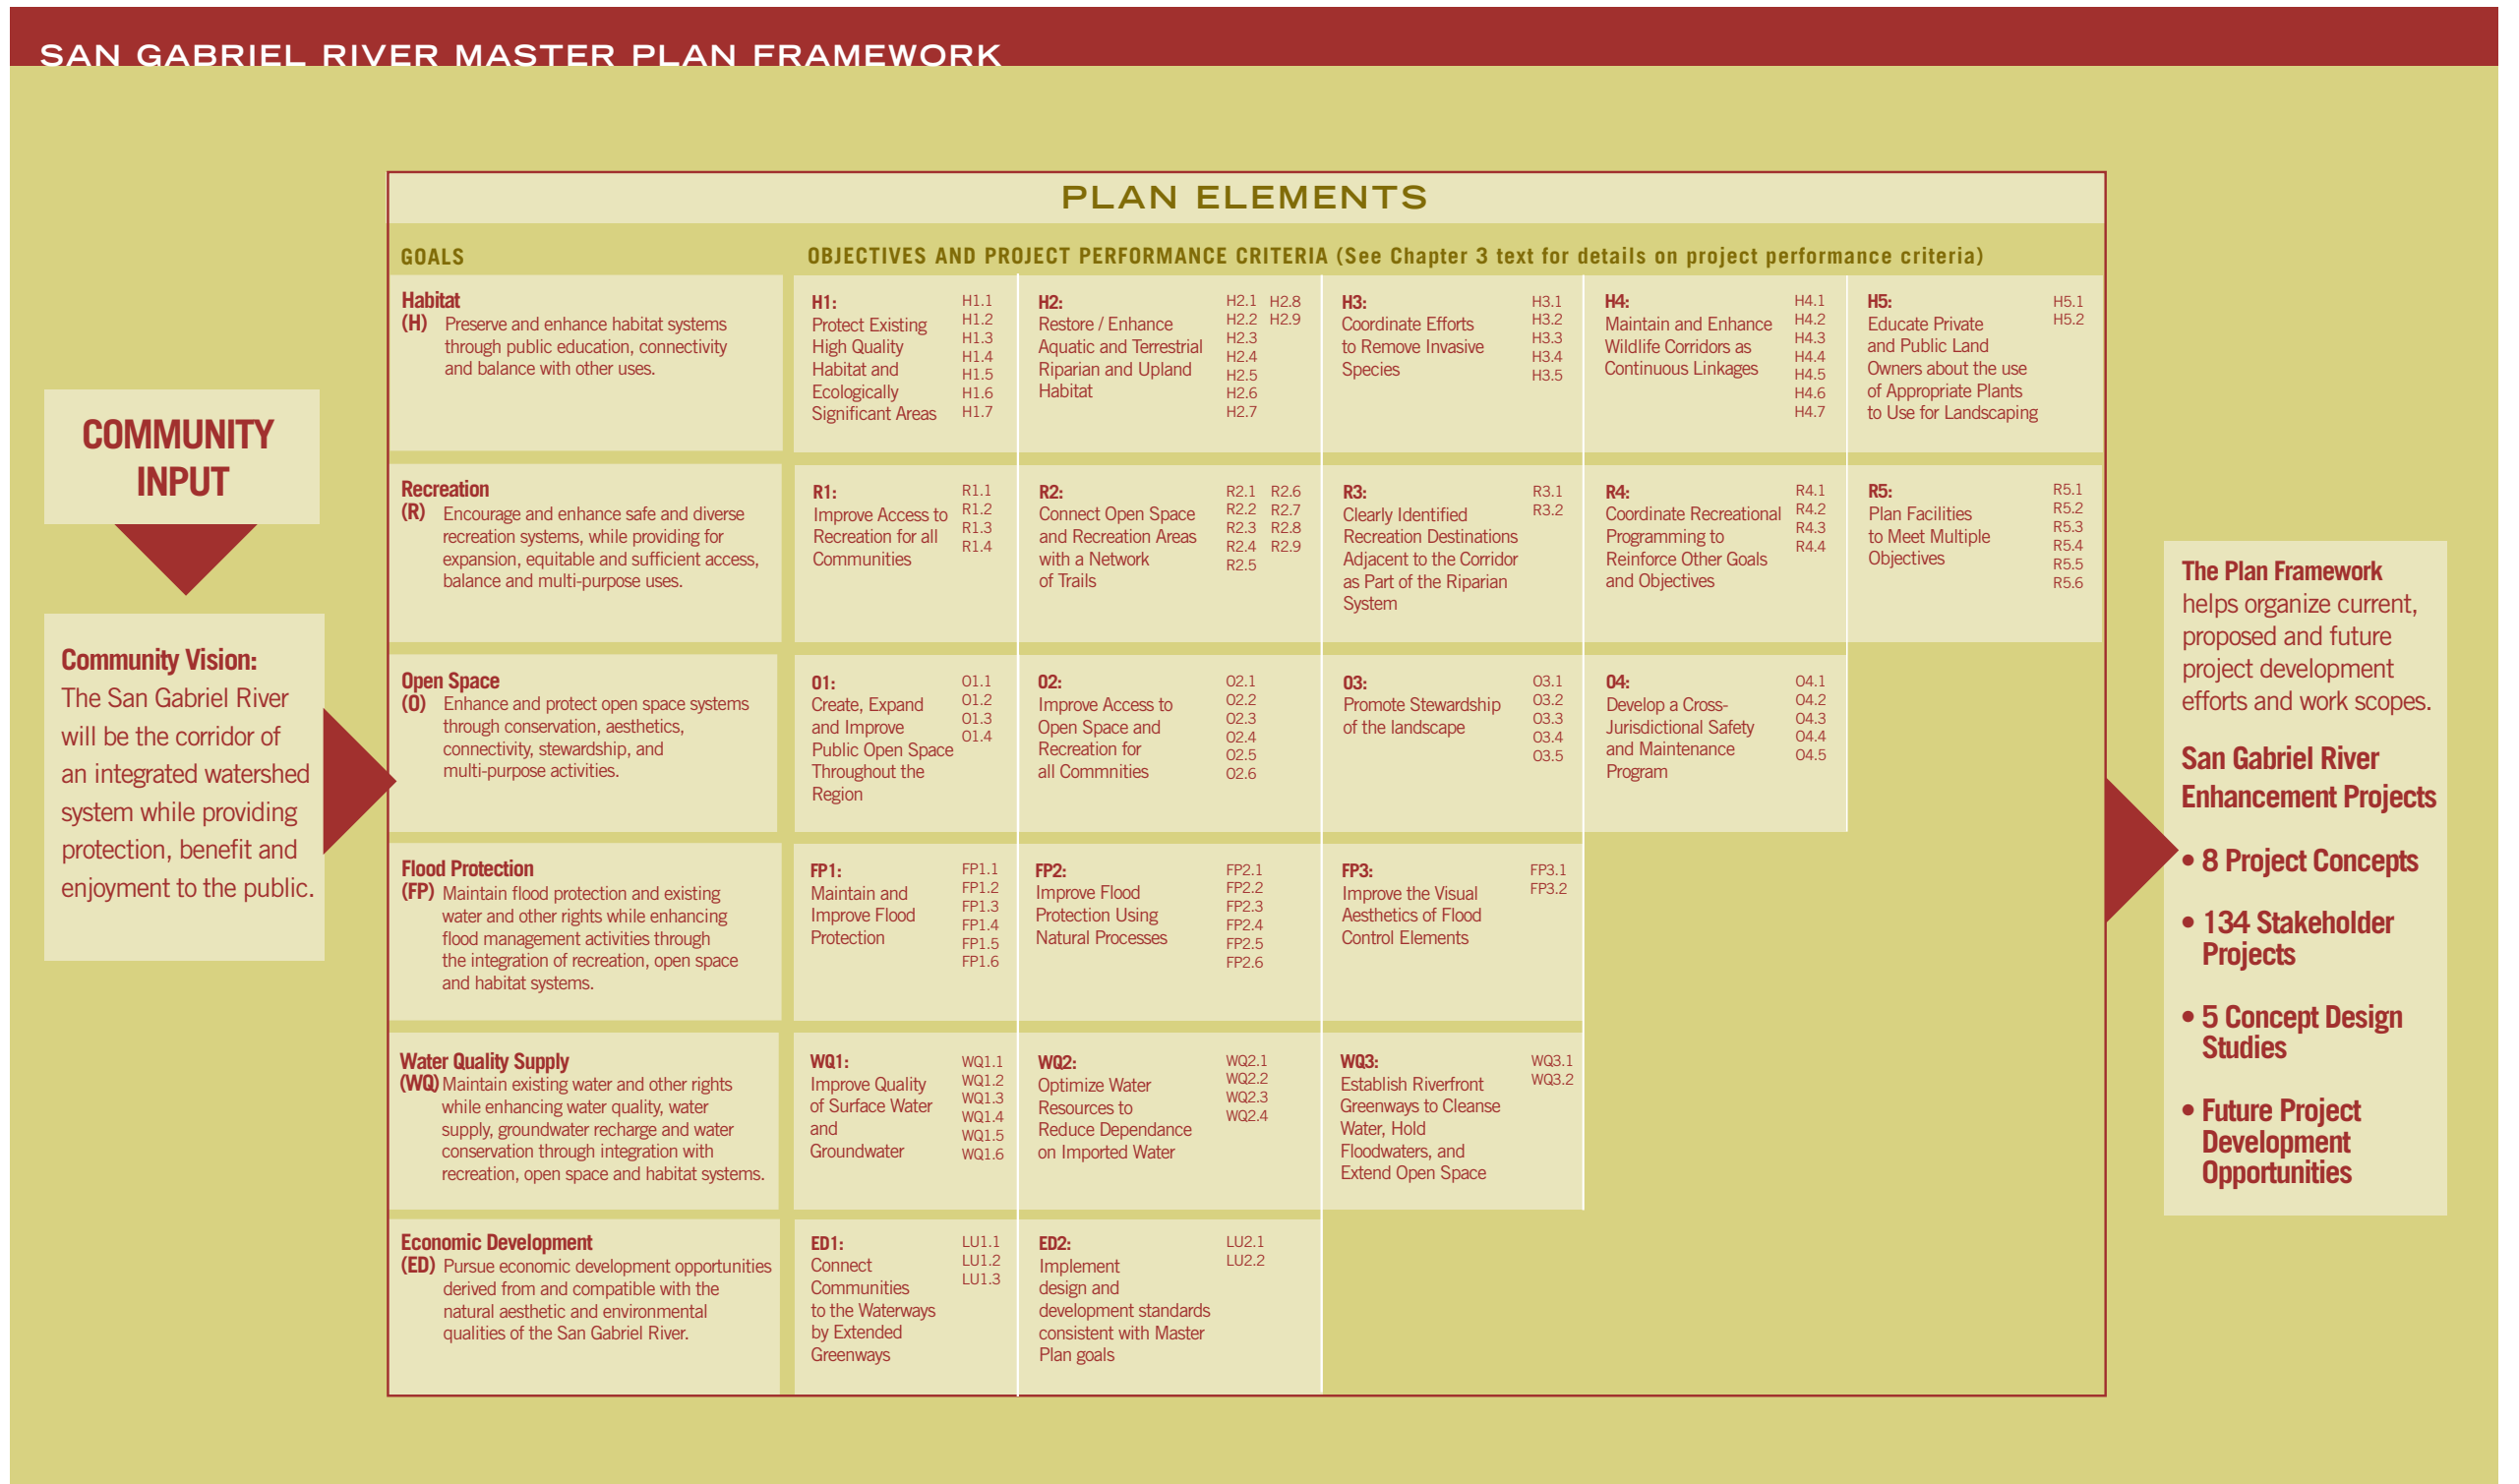 SAN GABRIEL RIVER MASTER PLAN FRAMEWORK
COMMUNITY
INPUT
Community Vision:
The San Gabriel River
will be the corridor of
an integrated watershed
system while providing
protection, benefit and
enjoyment to the public.
PLAN ELEMENTS
GOALS
OBJECTIVES AND PROJECT PERFORMANCE CRITERIA (See Chapter 3 text for details on project performance criteria)
Habitat
(H) Preserve and enhance habitat systems
through public education, connectivity
and balance with other uses.
H1:
Protect Existing
High Quality
Habitat and
Ecologically
Significant Areas
H1.1
H1.2
H1.3
H1.4
H1.5
H1.6
H1.7
H2:
Restore / Enhance
Aquatic and Terrestrial
Riparian and Upland
Habitat
H2.1 H2.8
H2.2 H2.9
H2.3
H2.4
H2.5
H2.6
H2.7
H3:
Coordinate Efforts
to Remove Invasive
Species
H3.1
H3.2
H3.3
H3.4
H3.5
H4:
Maintain and Enhance
Wildlife Corridors as
Continuous Linkages
H4.1
H4.2
H4.3
H4.4
H4.5
H4.6
H4.7
H5:
Educate Private
and Public Land
Owners about the use
of Appropriate Plants
to Use for Landscaping
H5.1
H5.2
Recreation
(R) Encourage and enhance safe and diverse
recreation systems, while providing for
expansion, equitable and sufficient access,
balance and multi-purpose uses.
R1:
Improve Access to
Recreation for all
Communities
R1.1
R1.2
R1.3
R1.4
R2:
Connect Open Space
and Recreation Areas
with a Network
of Trails
R2.1 R2.6
R2.2 R2.7
R2.3 R2.8
R2.4 R2.9
R2.5
R3:
Clearly Identified
Recreation Destinations
Adjacent to the Corridor
as Part of the Riparian
System
R3.1
R3.2
R4:
Coordinate Recreational
Programming to
Reinforce Other Goals
and Objectives
R4.1
R4.2
R4.3
R4.4
R5:
Plan Facilities
to Meet Multiple
Objectives
R5.1
R5.2
R5.3
R5.4
R5.5
R5.6
Open Space
(O) Enhance and protect open space systems
through conservation, aesthetics,
connectivity, stewardship, and
multi-purpose activities.
O1:
Create, Expand
and Improve
Public Open Space
Throughout the
Region
O1.1
O1.2
O1.3
O1.4
O2:
Improve Access to
Open Space and
Recreation for
all Commnities
O2.1
O2.2
O2.3
O2.4
O2.5
O2.6
O3:
Promote Stewardship
of the landscape
O3.1
O3.2
O3.3
O3.4
O3.5
O4:
Develop a Cross-
Jurisdictional Safety
and Maintenance
Program
O4.1
O4.2
O4.3
O4.4
O4.5
Flood Protection
(FP) Maintain flood protection and existing
water and other rights while enhancing
flood management activities through
the integration of recreation, open space
and habitat systems.
FP1:
Maintain and
Improve Flood
Protection
FP1.1
FP1.2
FP1.3
FP1.4
FP1.5
FP1.6
FP2:
Improve Flood
Protection Using
Natural Processes
FP2.1
FP2.2
FP2.3
FP2.4
FP2.5
FP2.6
FP3:
Improve the Visual
Aesthetics of Flood
Control Elements
FP3.1
FP3.2
Water Quality Supply
(WQ) Maintain existing water and other rights
while enhancing water quality, water
supply, groundwater recharge and water
conservation through integration with
recreation, open space and habitat systems.
WQ1:
Improve Quality
of Surface Water
and
Groundwater
WQ1.1
WQ1.2
WQ1.3
WQ1.4
WQ1.5
WQ1.6
WQ2:
Optimize Water
Resources to
Reduce Dependance
on Imported Water
WQ2.1
WQ2.2
WQ2.3
WQ2.4
WQ3:
Establish Riverfront
Greenways to Cleanse
Water, Hold
Floodwaters, and
Extend Open Space
WQ3.1
WQ3.2
Economic Development
(ED) Pursue economic development opportunities
derived from and compatible with the
natural aesthetic and environmental
qualities of the San Gabriel River.
ED1:
Connect
Communities
to the Waterways
by Extended
Greenways
LU1.1
LU1.2
LU1.3
ED2:
Implement
design and
development standards
consistent with Master
Plan goals
LU2.1
LU2.2
The Plan Framework
helps organize current,
proposed and future
project development
efforts and work scopes.
San Gabriel River
Enhancement Projects
• 8 Project Concepts
• 134 Stakeholder
Projects
• 5 Concept Design
Studies
• Future Project
Development
Opportunities